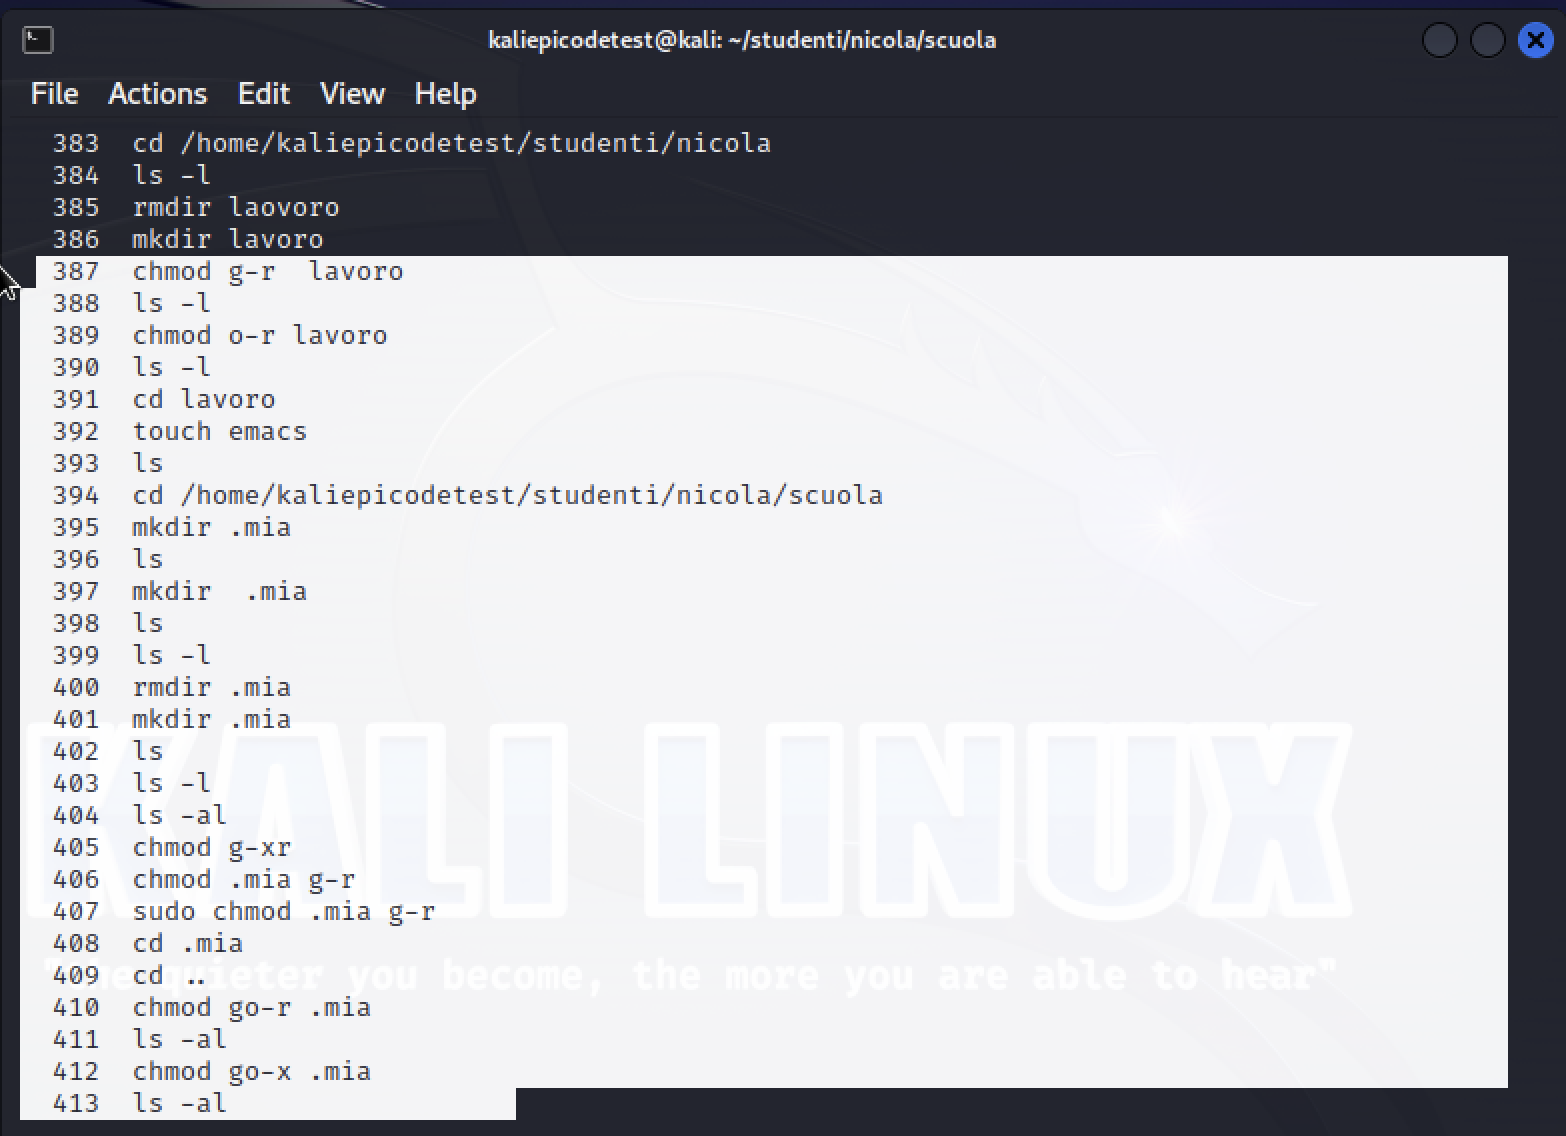 kaliepicodetest@kali: ~/studenti/nicola/scuola
File Actions Edit View Help
383 cd /home/kaliepicodetest/studenti/nicola
384 ls -l
385 rmdir laovoro
386 mkdir lavoro
387 chmod g-r  lavoro
388 ls -l
389 chmod o-r lavoro
390 ls -l
391 cd lavoro
392 touch emacs
393 ls
394 cd /home/kaliepicodetest/studenti/nicola/scuola
395 mkdir .mia
396 ls
397 mkdir  .mia
398 ls
399 ls -l
400 rmdir .mia
401 mkdir .mia
402 ls
403 ls -l
404 ls -al
405 chmod g-xr
406 chmod .mia g-r
407 sudo chmod .mia g-r
408 cd .mia
409 cd ..
410 chmod go-r .mia
411 ls -al
412 chmod go-x .mia
413 ls -al
KALI LINUX
"the quieter you become, the more you are able to hear"